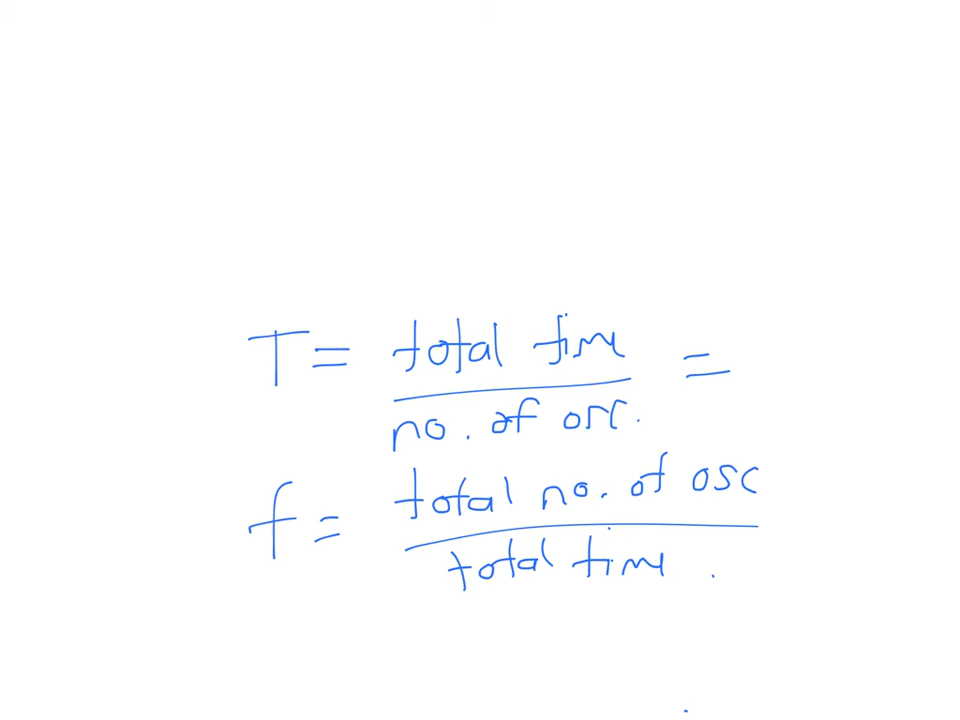 T = total time =
no. of osc.
f = total no. of osc
total time.